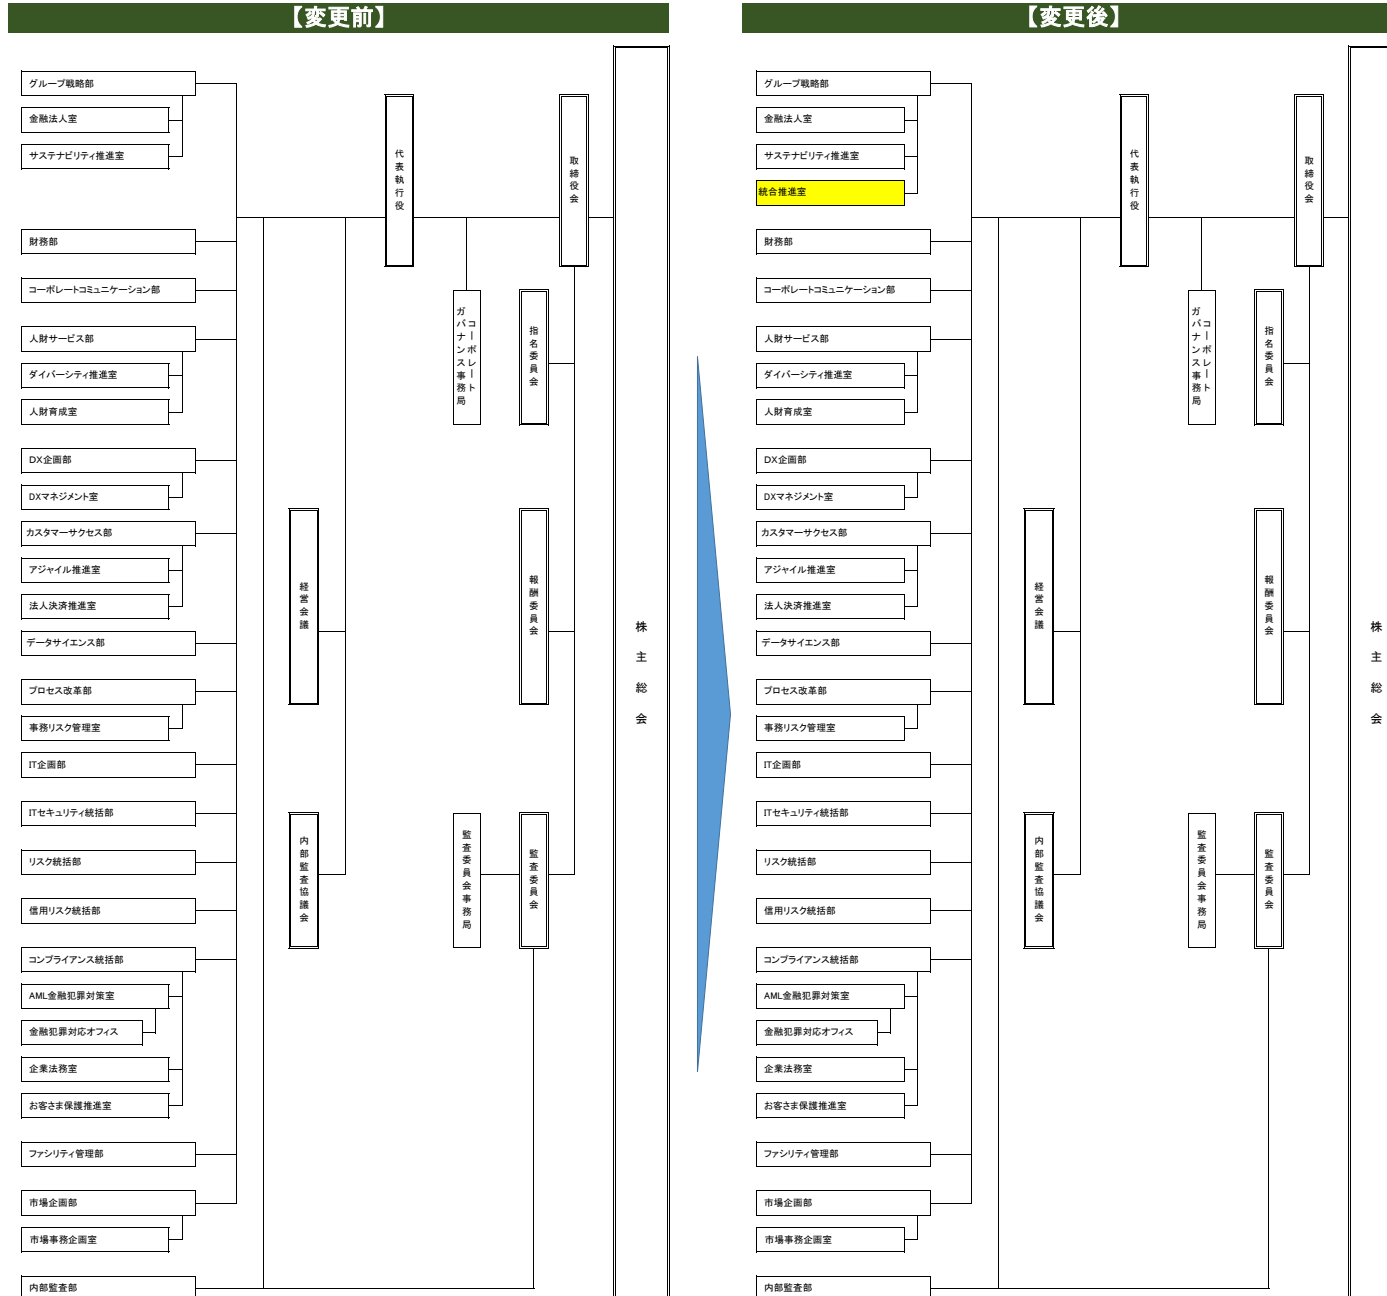 【変更前】
グループ戦略部
金融法人室
サステナビリティ推進室
財務部
コーポレートコミュニケーション部
人財サービス部
ダイバーシティ推進室
人財育成室
DX企画部
DXマネジメント室
カスタマーサクセス部
アジャイル推進室
法人決済推進室
データサイエンス部
プロセス改革部
事務リスク管理室
IT企画部
ITセキュリティ統括部
リスク統括部
信用リスク統括部
コンプライアンス統括部
AML金融犯罪対策室
金融犯罪対応オフィス
企業法務室
お客さま保護推進室
ファシリティ管理部
市場企画部
市場事務企画室
内部監査部
経営会議
内部監査協議会
代表執行役
コーポレート
ガバナンス事務局
監査委員会事務局
取締役会
指名委員会
報酬委員会
監査委員会
株主総会
【変更後】
グループ戦略部
金融法人室
サステナビリティ推進室
統合推進室
財務部
コーポレートコミュニケーション部
人財サービス部
ダイバーシティ推進室
人財育成室
DX企画部
DXマネジメント室
カスタマーサクセス部
アジャイル推進室
法人決済推進室
データサイエンス部
プロセス改革部
事務リスク管理室
IT企画部
ITセキュリティ統括部
リスク統括部
信用リスク統括部
コンプライアンス統括部
AML金融犯罪対策室
金融犯罪対応オフィス
企業法務室
お客さま保護推進室
ファシリティ管理部
市場企画部
市場事務企画室
内部監査部
経営会議
内部監査協議会
代表執行役
コーポレート
ガバナンス事務局
監査委員会事務局
取締役会
指名委員会
報酬委員会
監査委員会
株主総会